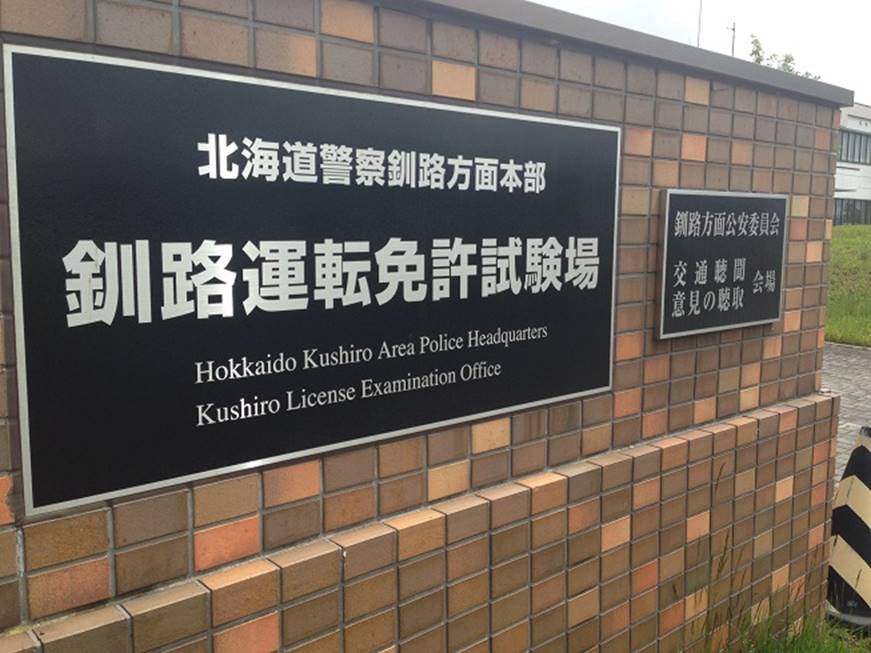 北海道警察釧路方面本部
釧路運転免許試験場
Hokkaido Kushiro Area Police Headquarters
Kushiro License Examination Office
釧路方面公安委員会
交通聴聞
意見の聴取
会場